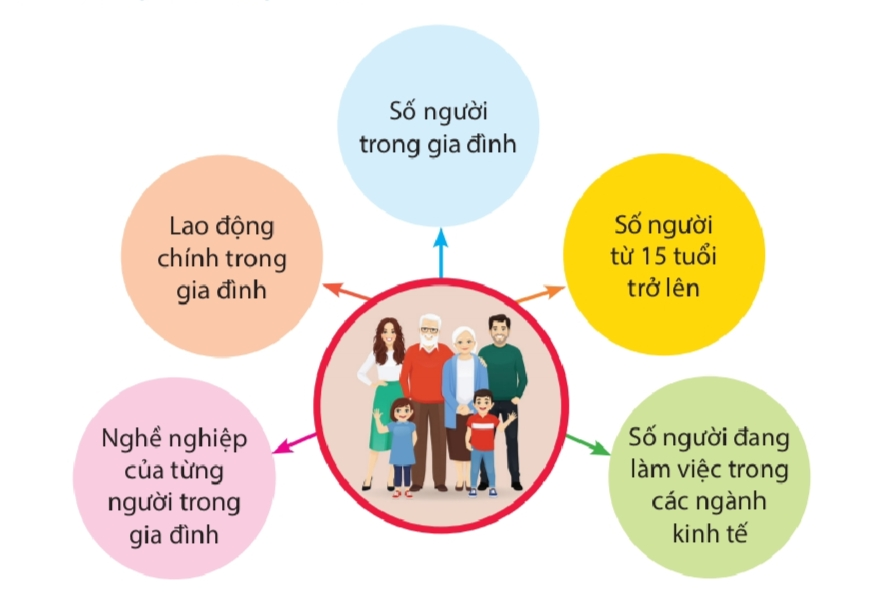 Số người
trong gia đình
Lao động
chính trong
gia đình
Số người
từ 15 tuổi
trở lên
Nghề nghiệp
của từng
người trong
gia đình
Số người đang
làm việc trong
các ngành
kinh tế